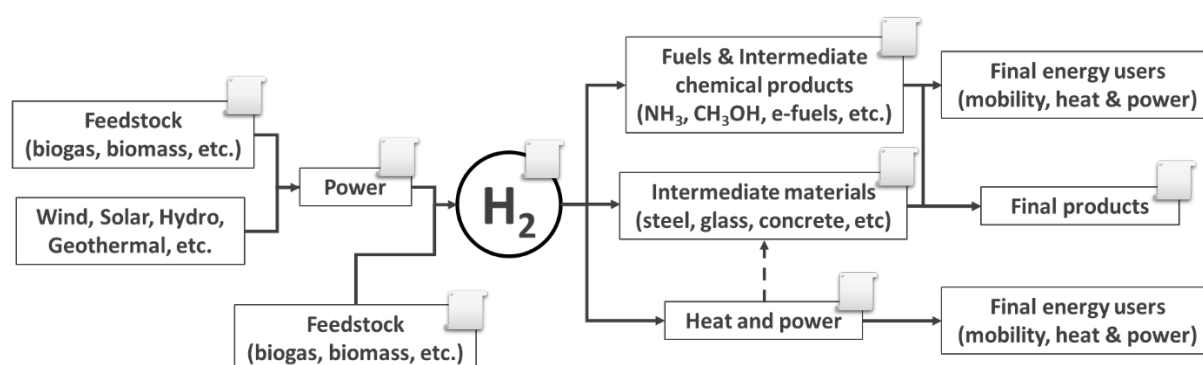 Feedstock
(biogas, biomass, etc.)
Wind, Solar, Hydro,
Geothermal, etc.
Power
Feedstock
(biogas, biomass, etc.)
H₂
Fuels & Intermediate
chemical products
(NH₃, CH₃OH, e-fuels, etc.)
Intermediate materials
(steel, glass, concrete, etc)
Heat and power
Final energy users
(mobility, heat & power)
Final products
Final energy users
(mobility, heat & power)